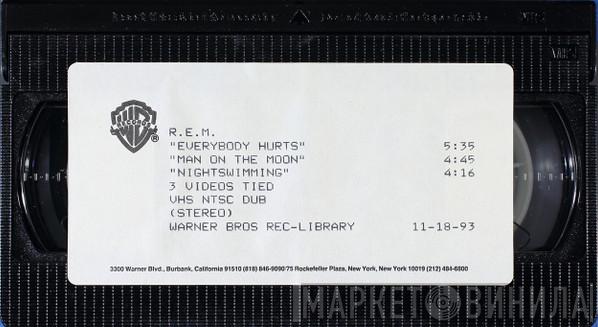 VHS
RECORDS
®
R.E.M.
"EVERYBODY HURTS" 5:35
"MAN ON THE MOON" 4:45
"NIGHTSWIMMING" 4:16
3 VIDEOS TIED
VHS NTSC DUB
(STEREO)
WARNER BROS REC-LIBRARY 11-18-93
3300 Warner Blvd., Burbank, California 91510 (818) 846-9090/75 Rockefeller Plaza, New York, New York 10019 (212) 484-6800
МАРКЕТ ВИНИЛА